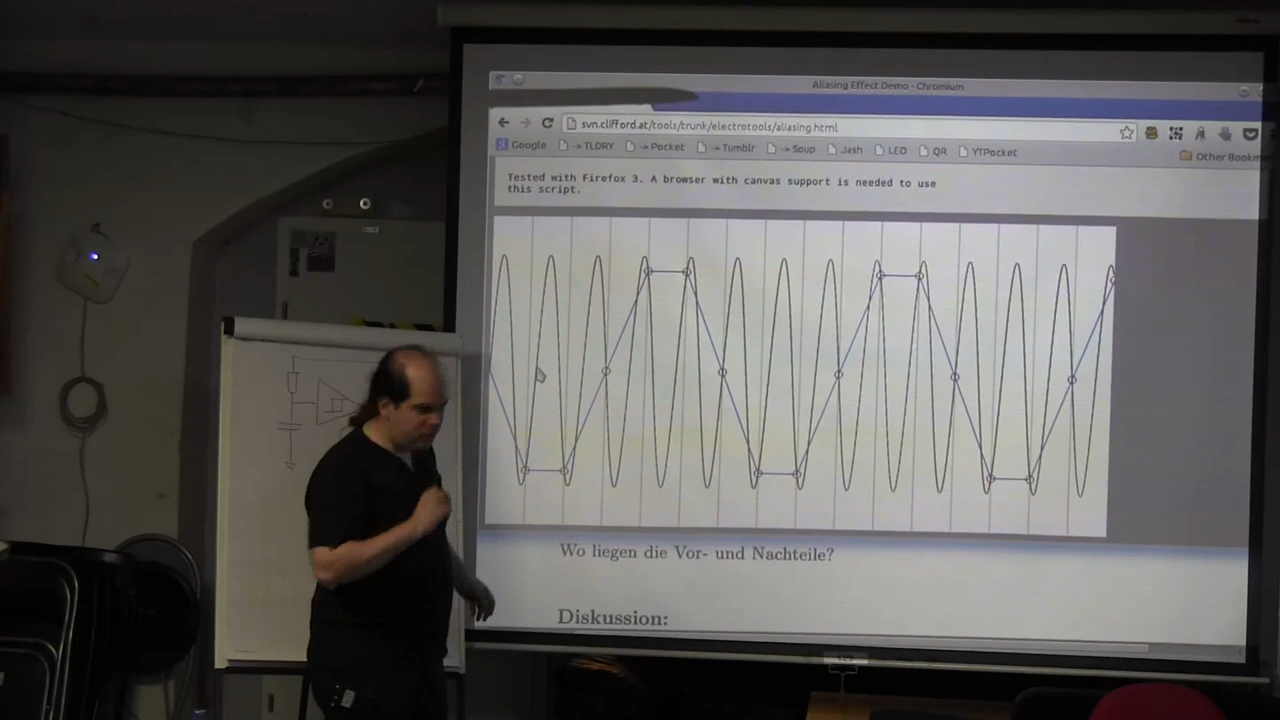 Aliasing Effect Demo - Chromium
svn.clifford.at/tools/trunk/electrotools/aliasing.html
Google -> TLDRY -> Pocket -> Tumblr -> Soup Jash LEO QR YTPocket Other Bookm
Tested with Firefox 3. A browser with canvas support is needed to use
this script.
Wo liegen die Vor- und Nachteile?
Diskussion: